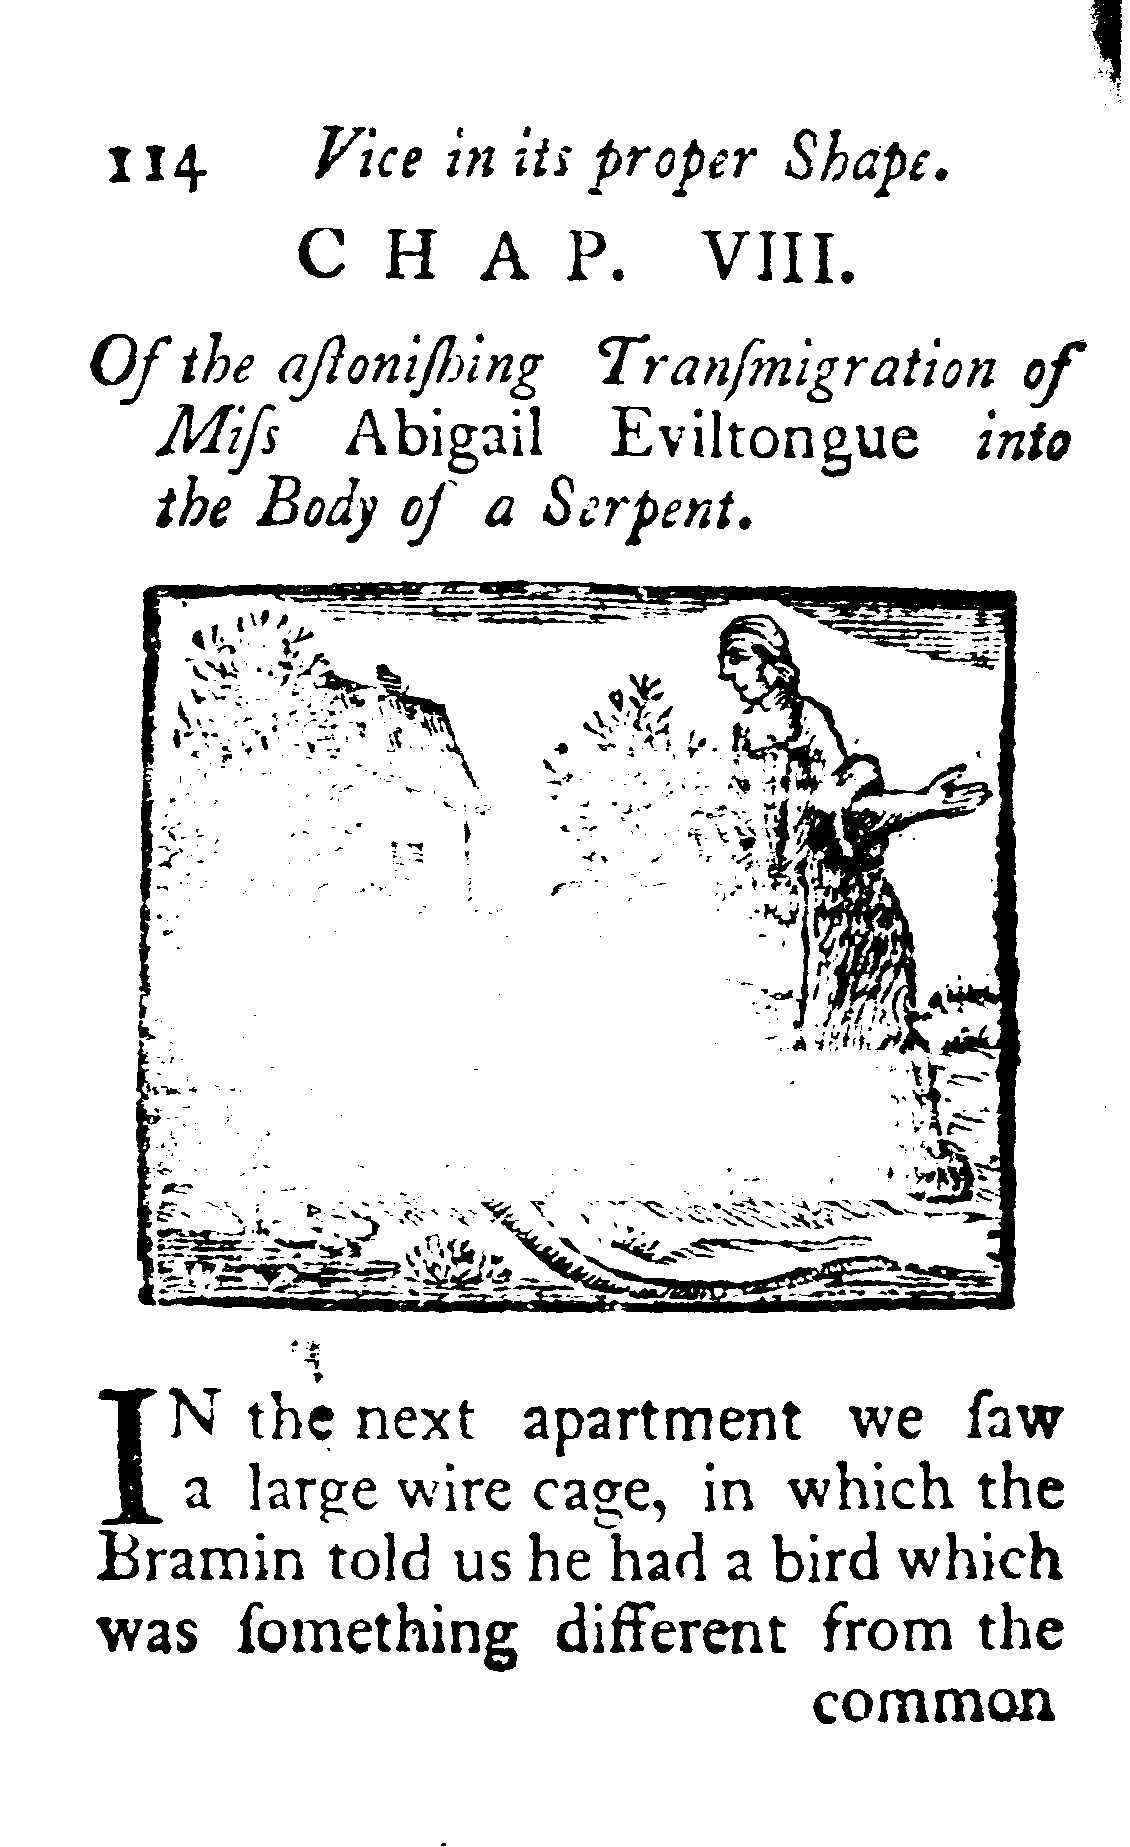 114 Vice in its proper Shape.
C H A P. VIII.
Of the aſtoniſhing Tranſmigration of
Miſs Abigail Eviltongue into
the Body of a Serpent.
IN the next apartment we ſaw
a large wire cage, in which the
Bramin told us he had a bird which
was ſomething different from the
common